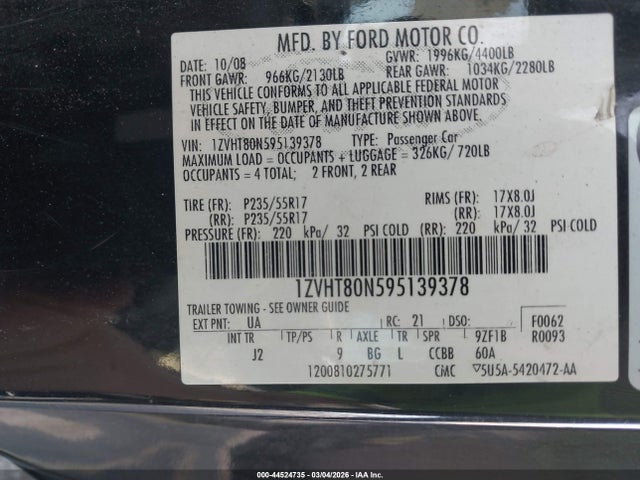 MFD. BY FORD MOTOR CO.
DATE: 10/08 GVWR: 1996KG/4400LB
FRONT GAWR: 966KG/2130LB REAR GAWR: 1034KG/2280LB
THIS VEHICLE CONFORMS TO ALL APPLICABLE FEDERAL MOTOR
VEHICLE SAFETY, BUMPER, AND THEFT PREVENTION STANDARDS
IN EFFECT ON THE DATE OF MANUFACTURE SHOWN ABOVE.
VIN: 1ZVHT80N595139378 TYPE: Passenger Car
MAXIMUM LOAD = OCCUPANTS + LUGGAGE = 326KG/720LB
OCCUPANTS = 4 TOTAL; 2 FRONT, 2 REAR
TIRE (FR): P235/55R17 RIMS (FR): 17X8.0J
(RR): P235/55R17 (RR): 17X8.0J
PRESSURE (FR): 220 kPa/ 32 PSI COLD (RR): 220 kPa/ 32 PSI COLD
1ZVHT80N595139378
TRAILER TOWING - SEE OWNER GUIDE
EXT PNT: UA RC: 21 DSO: F0062
INT TR TP/PS R AXLE TR SPR 9ZF1B R0093
J2 9 BG L CCBB 60A
1200810275771 CMC ▽5U5A-5420472-AA
000-44524735 - 03/04/2026 - IAA Inc.